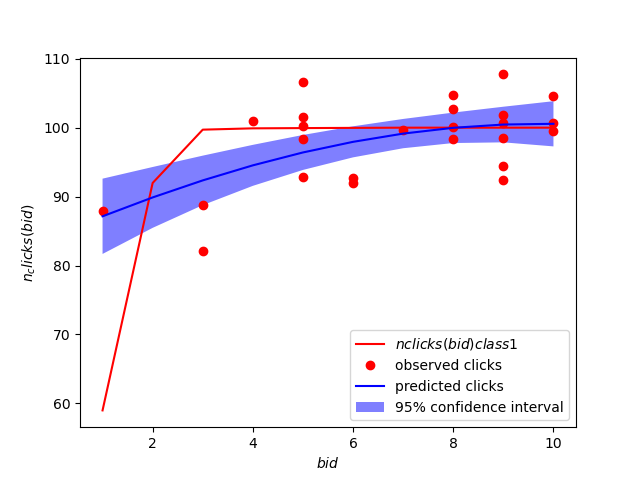 110
100
90
80
70
60
n_clicks(bid)
2
4
6
8
10
bid
nclicks(bid)class1
observed clicks
predicted clicks
95% confidence interval